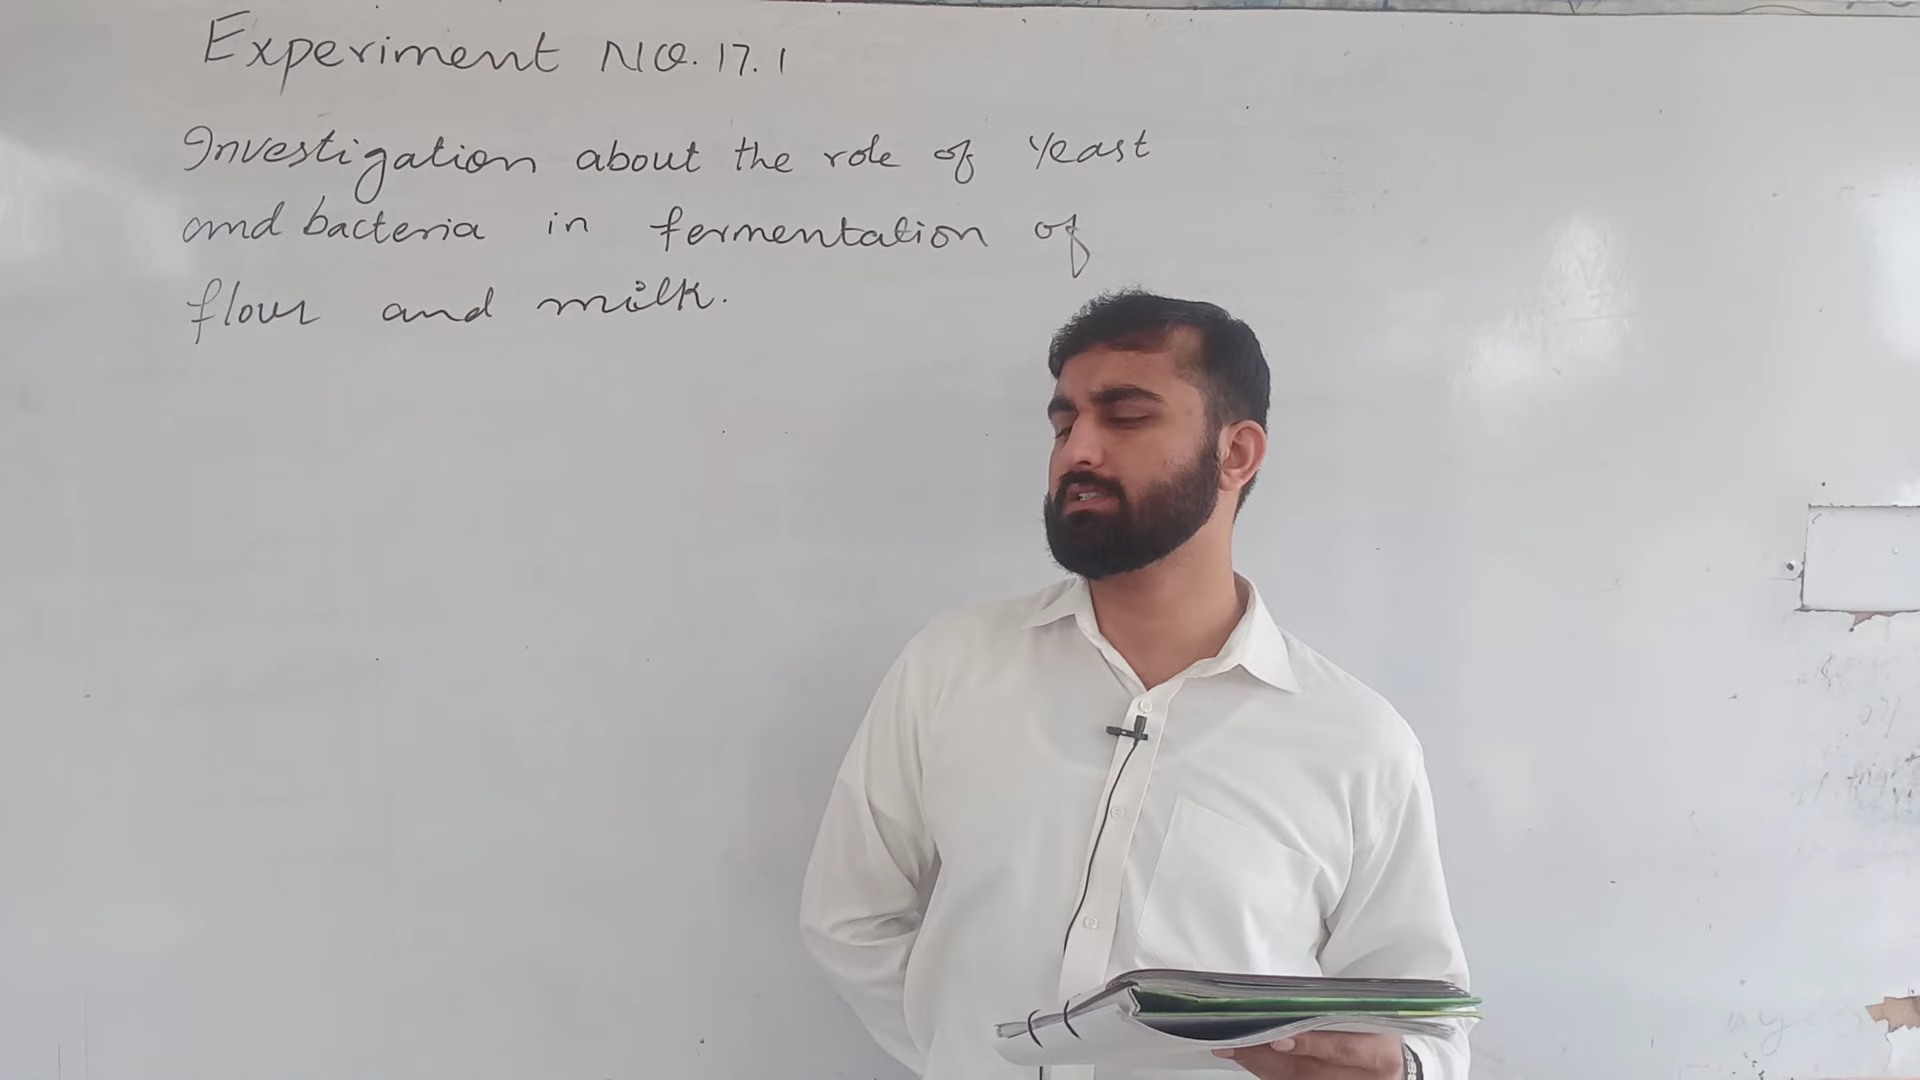 Experiment NO. 17.1
Investigation about the role of Yeast
and bacteria in fermentation of
flour and milk.